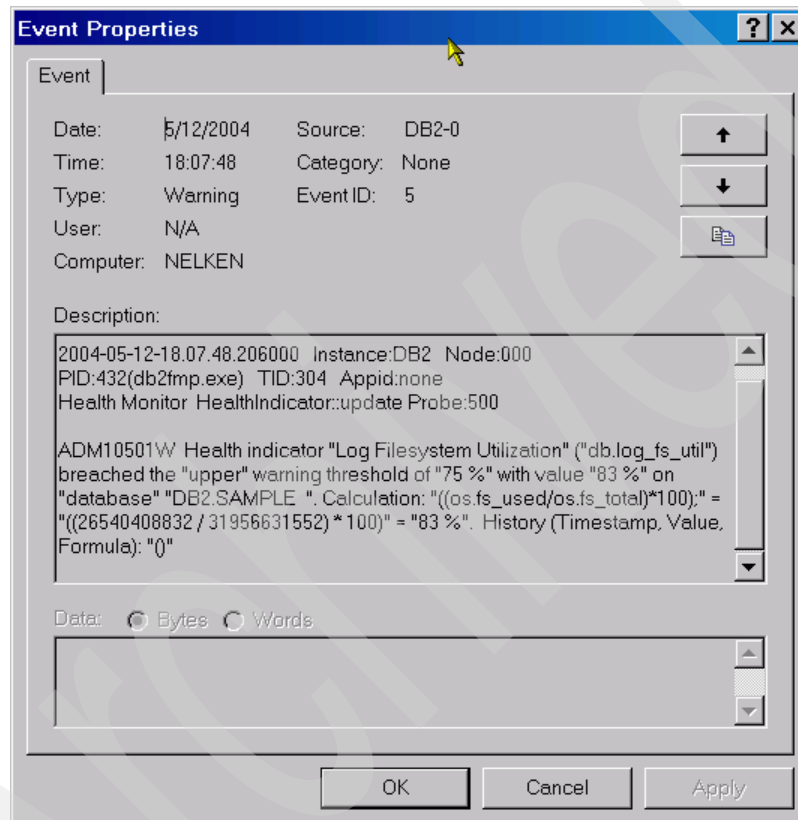 Event Properties
Event
Date: 5/12/2004 Source: DB2-0
Time: 18:07:48 Category: None
Type: Warning Event ID: 5
User: N/A
Computer: NELKEN
Description:
2004-05-12-18.07.48.206000 Instance:DB2 Node:000
PID:432(db2fmp.exe) TID:304 Appid:none
Health Monitor HealthIndicator::update Probe:500
ADM10501W Health indicator "Log Filesystem Utilization" ("db.log_fs_util")
breached the "upper" warning threshold of "75 %" with value "83 %" on
"database" "DB2.SAMPLE ". Calculation: "((os.fs_used/os.fs_total)*100);" =
"((26540408832 / 31956631552) * 100)" = "83 %". History (Timestamp, Value,
Formula): "()"
Data: Bytes Words
OK Cancel Apply